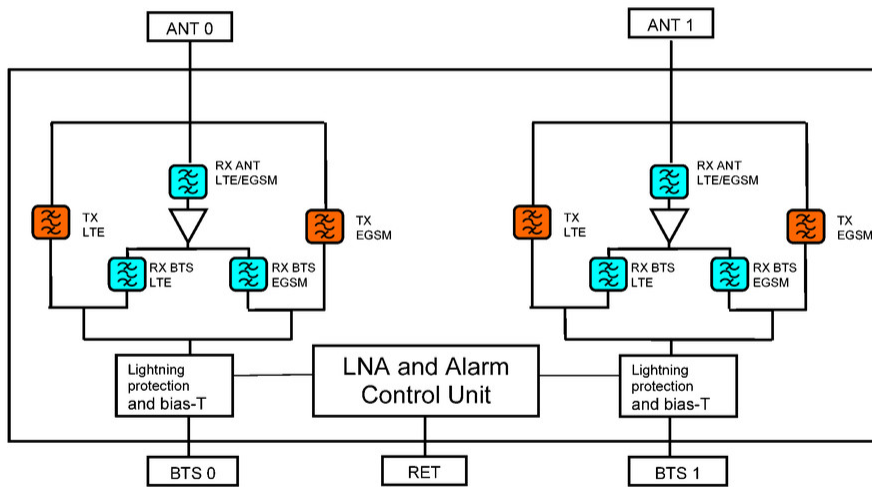 ANT 0
ANT 1
RX ANT
LTE/EGSM
TX
LTE
TX
EGSM
RX BTS
LTE
RX BTS
EGSM
RX ANT
LTE/EGSM
TX
LTE
TX
EGSM
RX BTS
LTE
RX BTS
EGSM
Lightning
protection
and bias-T
LNA and Alarm
Control Unit
Lightning
protection
and bias-T
BTS 0
RET
BTS 1